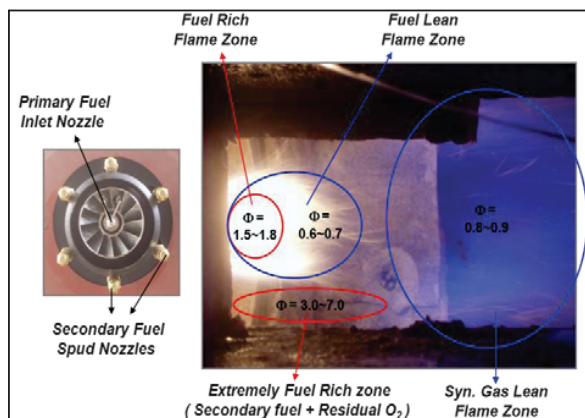 Fuel Rich
Flame Zone
Fuel Lean
Flame Zone
Primary Fuel
Inlet Nozzle
Φ =
1.5~1.8
Φ =
0.6~0.7
Φ =
0.8~0.9
Φ = 3.0~7.0
Secondary Fuel
Spud Nozzles
Extremely Fuel Rich zone
( Secondary fuel + Residual O₂ )
Syn. Gas Lean
Flame Zone